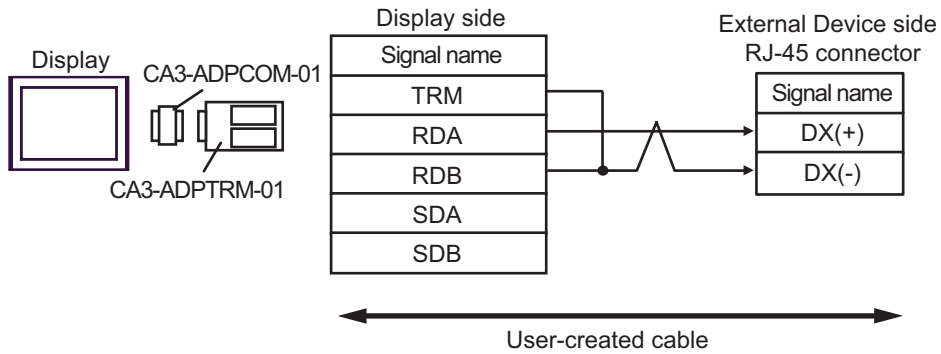 Display
CA3-ADPCOM-01
CA3-ADPTRM-01
Display side
Signal name
TRM
RDA
RDB
SDA
SDB
External Device side
RJ-45 connector
Signal name
DX(+)
DX(-)
User-created cable